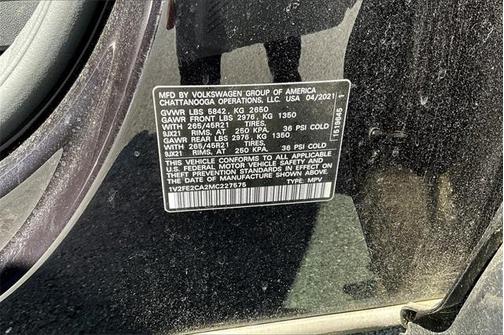 MFD BY VOLKSWAGEN GROUP OF AMERICA
CHATTANOOGA OPERATIONS, LLC. USA 04/2021
GVWR LBS 5842, KG 2650
GAWR FRONT LBS 2976, KG 1350
WITH 265/45R21 TIRES,
9JX21 RIMS, AT 250 KPA, 36 PSI COLD
GAWR REAR LBS 2976, KG 1350
WITH 265/45R21 TIRES,
9JX21 RIMS, AT 250 KPA, 36 PSI COLD
THIS VEHICLE CONFORMS TO ALL APPLICABLE
U.S. FEDERAL MOTOR VEHICLE SAFETY AND
THEFT PREVENTION STANDARDS IN EFFECT ON
THE DATE OF MANUFACTURE SHOWN ABOVE.
1V2FE2CA2MC227575 TYPE: MPV